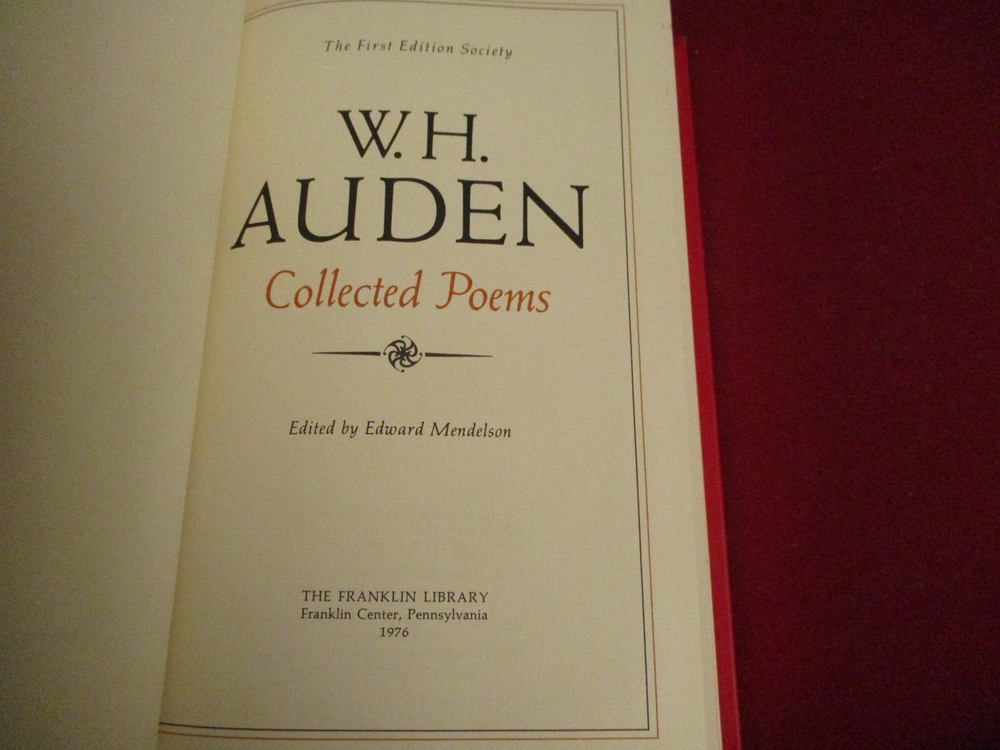 The First Edition Society
W. H.
AUDEN
Collected Poems
Edited by Edward Mendelson
THE FRANKLIN LIBRARY
Franklin Center, Pennsylvania
1976